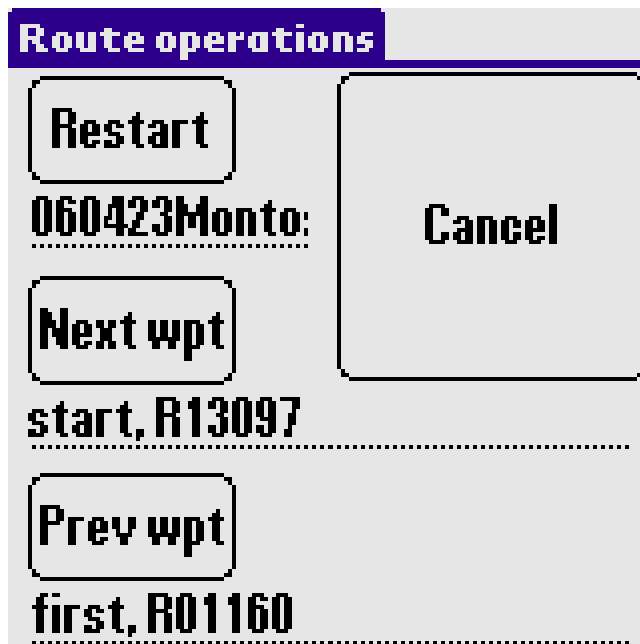 Route operations
Restart
Cancel
060423Monto:
Next wpt
start, R13097
Prev wpt
first, R01160